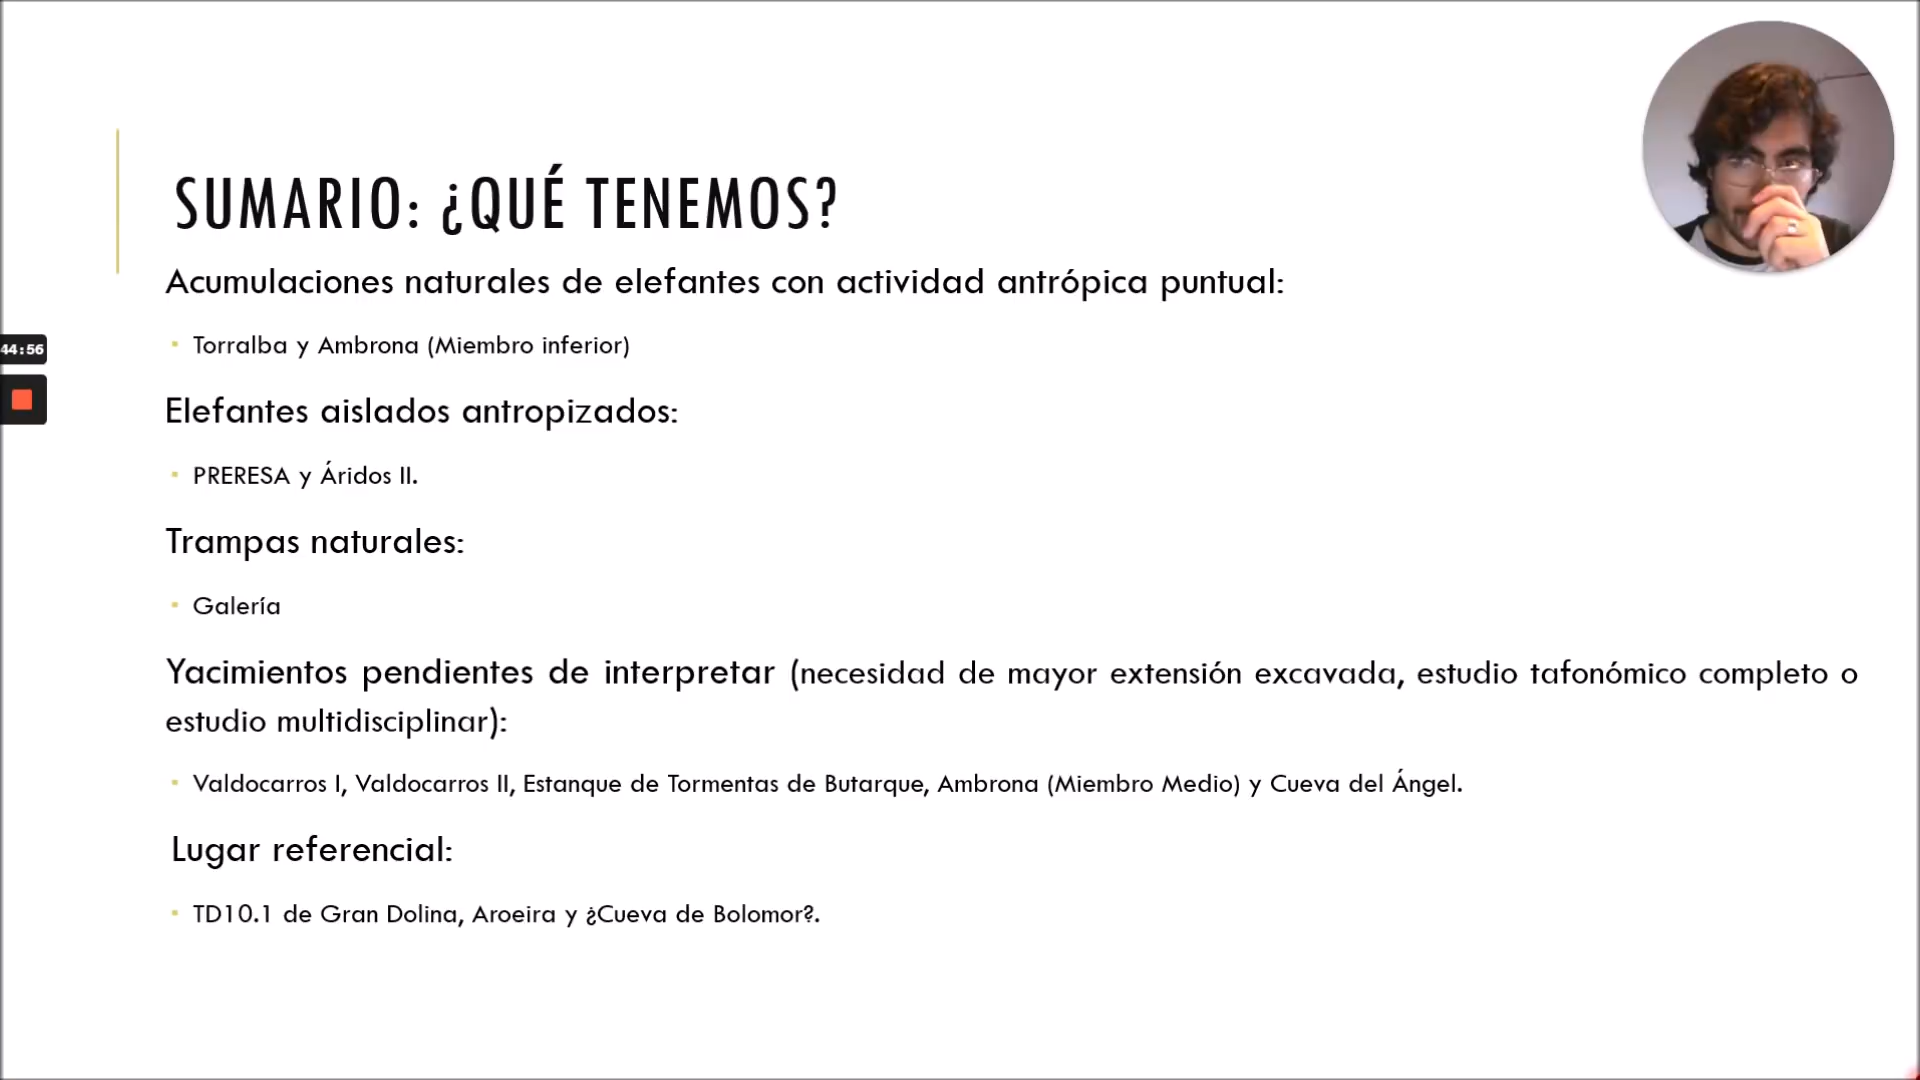 SUMARIO: ¿QUÉ TENEMOS?
Acumulaciones naturales de elefantes con actividad antrópica puntual:
Torralba y Ambrona (Miembro inferior)
44:56
Elefantes aislados antropizados:
PRERESA y Áridos II.
Trampas naturales:
Galería
Yacimientos pendientes de interpretar (necesidad de mayor extensión excavada, estudio tafonómico completo o
estudio multidisciplinar):
Valdocarros I, Valdocarros II, Estanque de Tormentas de Butarque, Ambrona (Miembro Medio) y Cueva del Ángel.
Lugar referencial:
TD10.1 de Gran Dolina, Aroeira y ¿Cueva de Bolomor?.